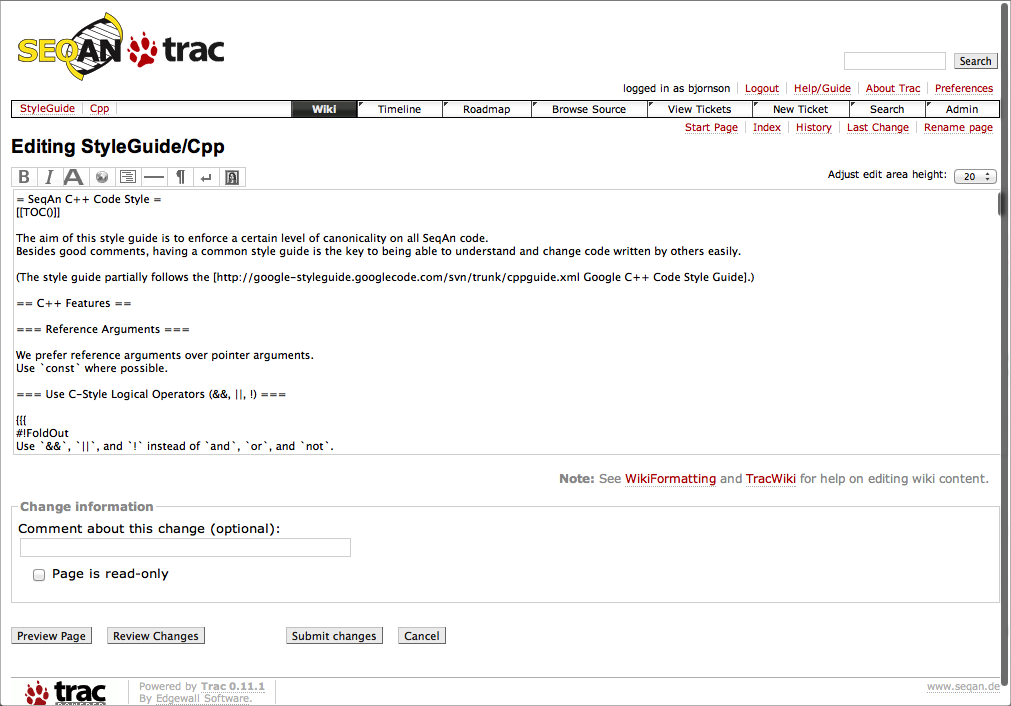 SEQAN trac
Search
logged in as bjornson Logout Help/Guide About Trac Preferences
StyleGuide Cpp Wiki Timeline Roadmap Browse Source View Tickets New Ticket Search Admin
Start Page Index History Last Change Rename page
Editing StyleGuide/Cpp
B I A ¶ ↵ Adjust edit area height: 20
= SeqAn C++ Code Style =
[[TOC()]]
The aim of this style guide is to enforce a certain level of canonicality on all SeqAn code.
Besides good comments, having a common style guide is the key to being able to understand and change code written by others easily.
(The style guide partially follows the [http://google-styleguide.googlecode.com/svn/trunk/cppguide.xml Google C++ Code Style Guide].)
== C++ Features ==
=== Reference Arguments ===
We prefer reference arguments over pointer arguments.
Use `const` where possible.
=== Use C-Style Logical Operators (&&, ||, !) ===
{{{
#!FoldOut
Use `&&`, `||`, and `!` instead of `and`, `or`, and `not`.
Note: See WikiFormatting and TracWiki for help on editing wiki content.
Change information
Comment about this change (optional):
Page is read-only
Preview Page Review Changes Submit changes Cancel
trac POWERED
Powered by Trac 0.11.1
By Edgewall Software.
www.seqan.de